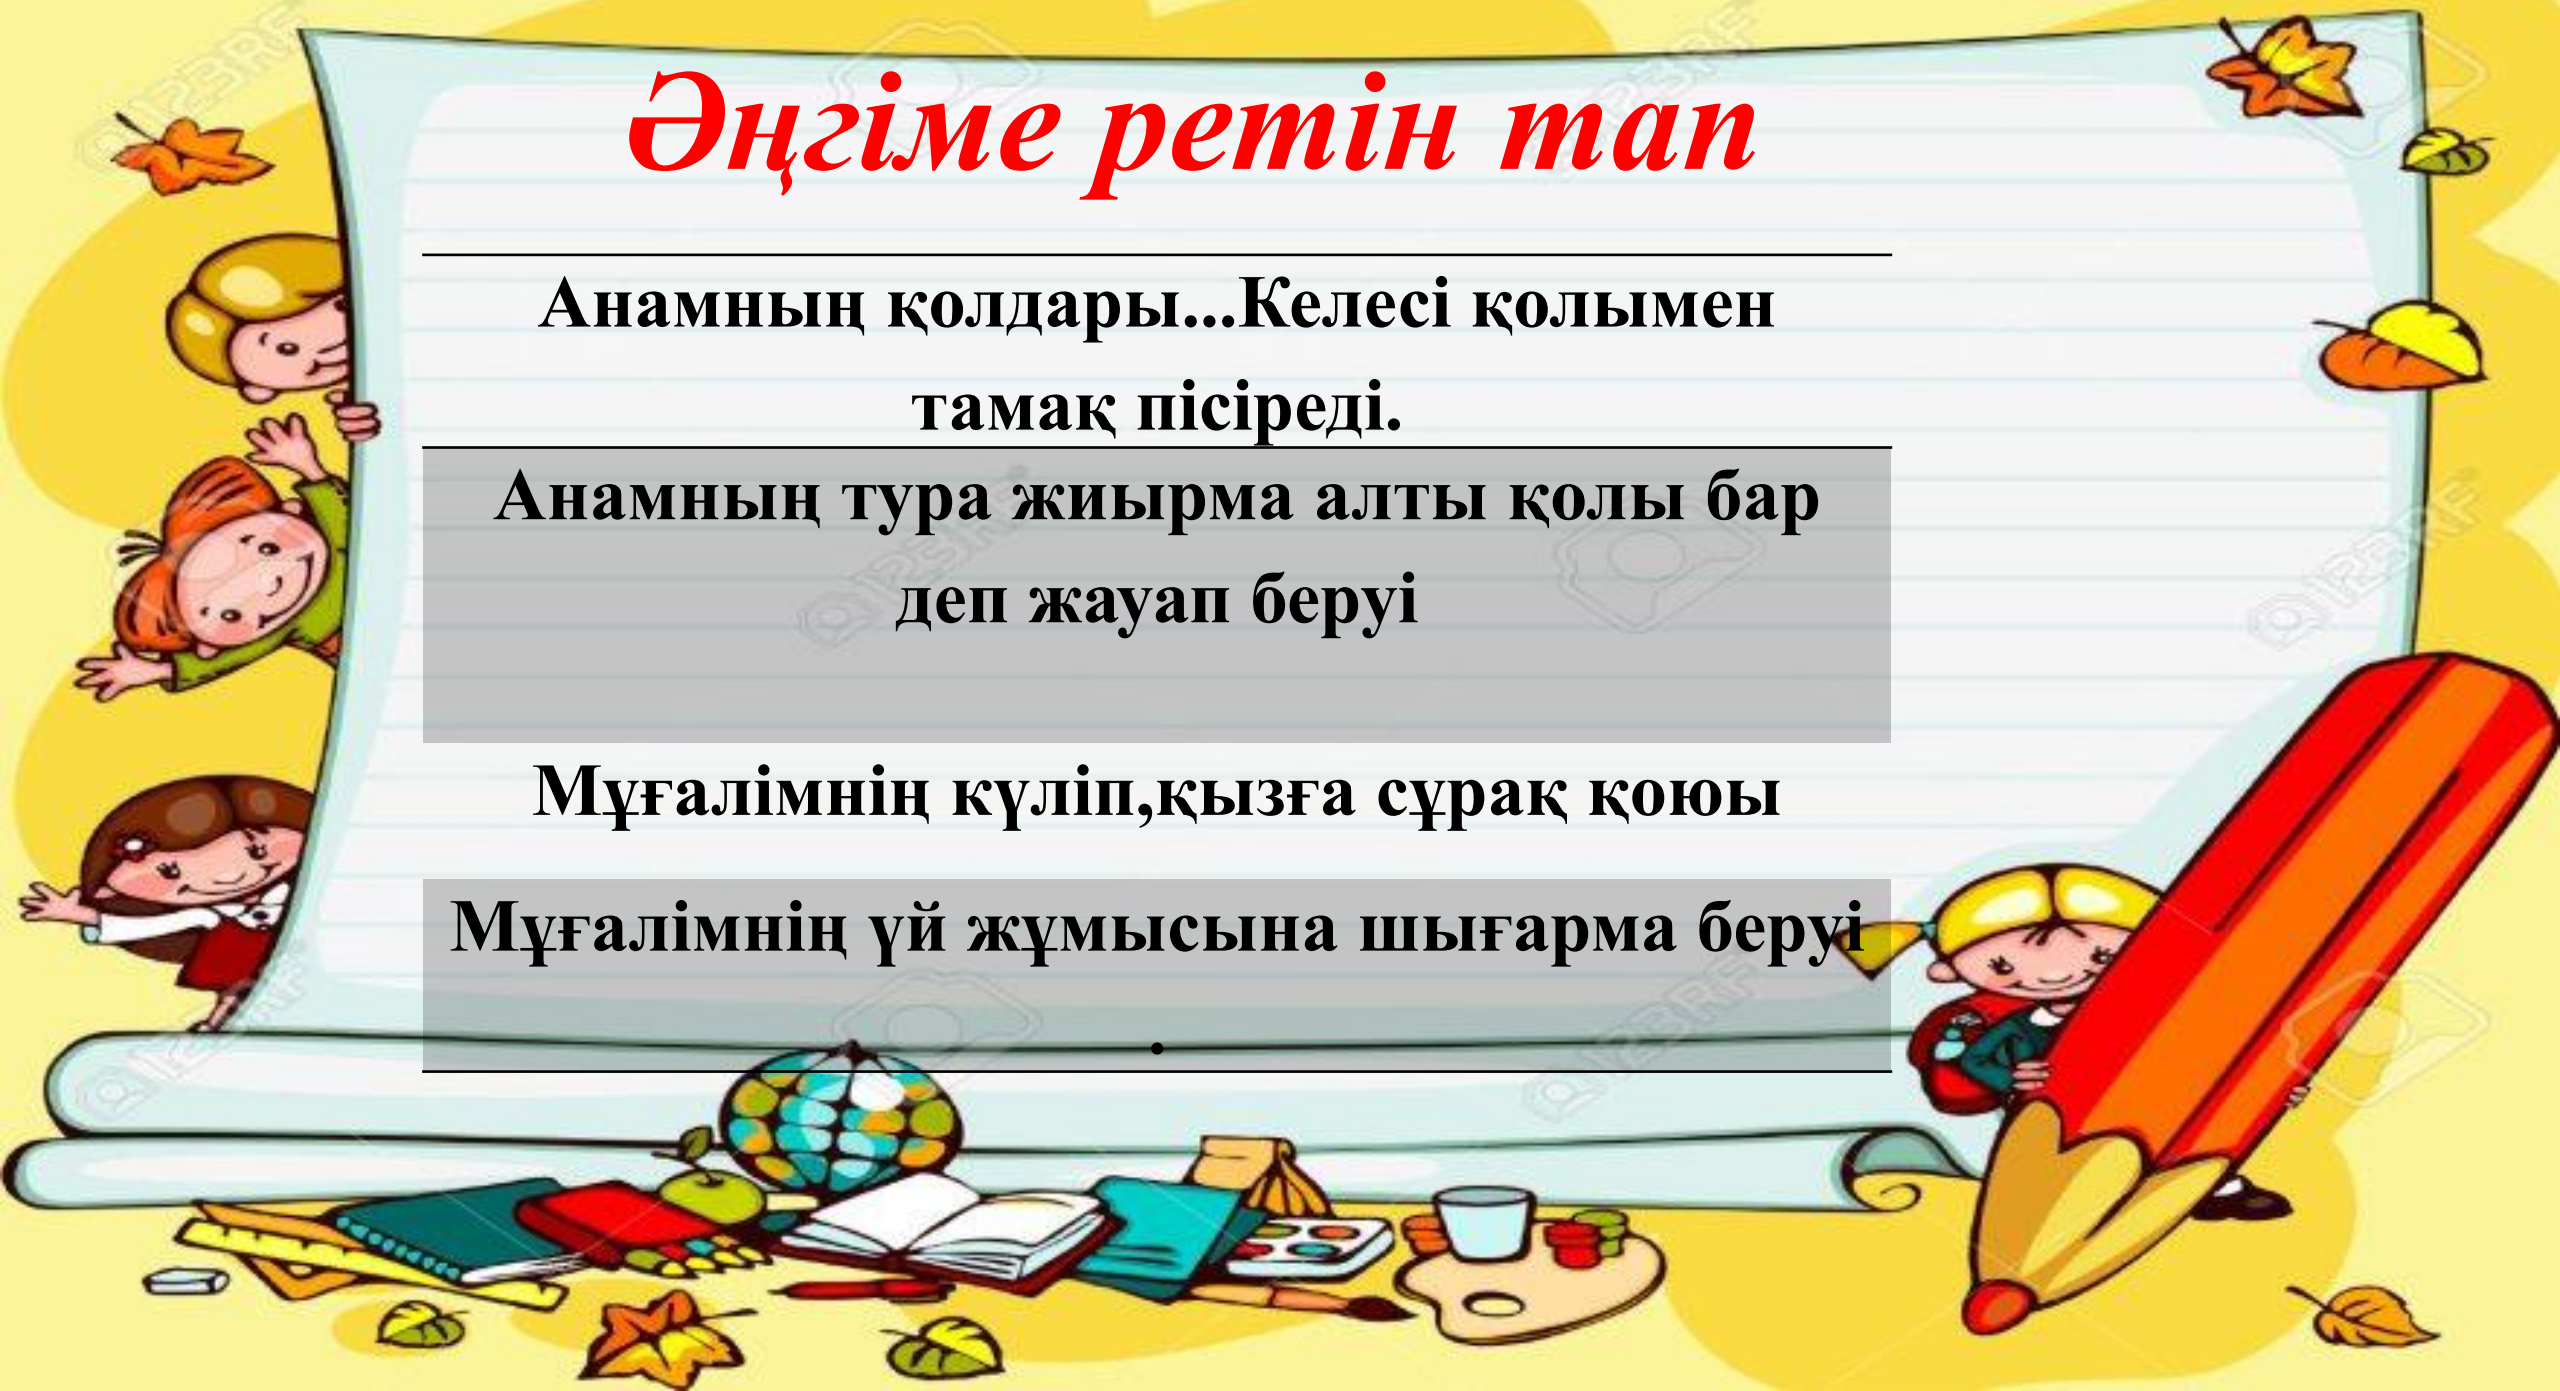 Әңгіме ретін тап
Анамның қолдары...Келесі қолымен
тамақ пісіреді.
Анамның тура жиырма алты қолы бар
деп жауап беруі
Мұғалімнің күліп,қызға сұрақ қоюы
Мұғалімнің үй жұмысына шығарма беруі
.